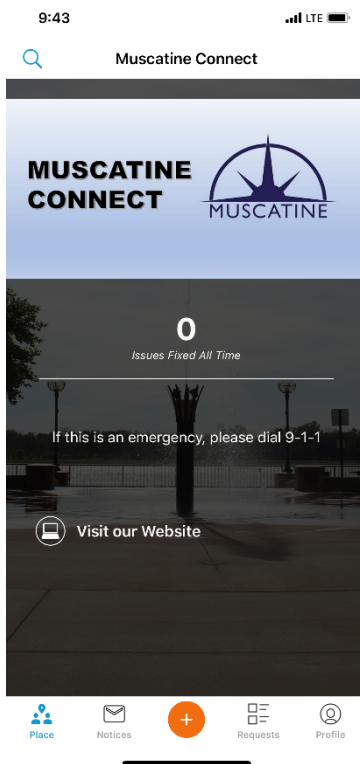 9:43
LTE
Muscatine Connect
MUSCATINE
CONNECT
MUSCATINE
0
Issues Fixed All Time
If this is an emergency, please dial 9-1-1
Visit our Website
Place
Notices
Requests
Profile